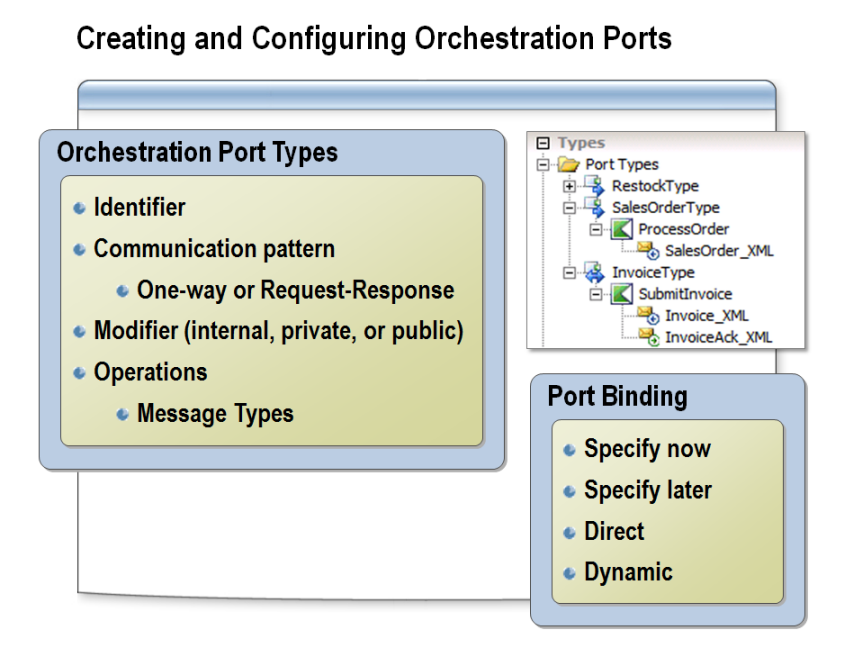 Creating and Configuring Orchestration Ports
Orchestration Port Types
Identifier
Communication pattern
One-way or Request-Response
Modifier (internal, private, or public)
Operations
Message Types
Types
Port Types
RestockType
SalesOrderType
ProcessOrder
SalesOrder_XML
InvoiceType
SubmitInvoice
Invoice_XML
InvoiceAck_XML
Port Binding
Specify now
Specify later
Direct
Dynamic